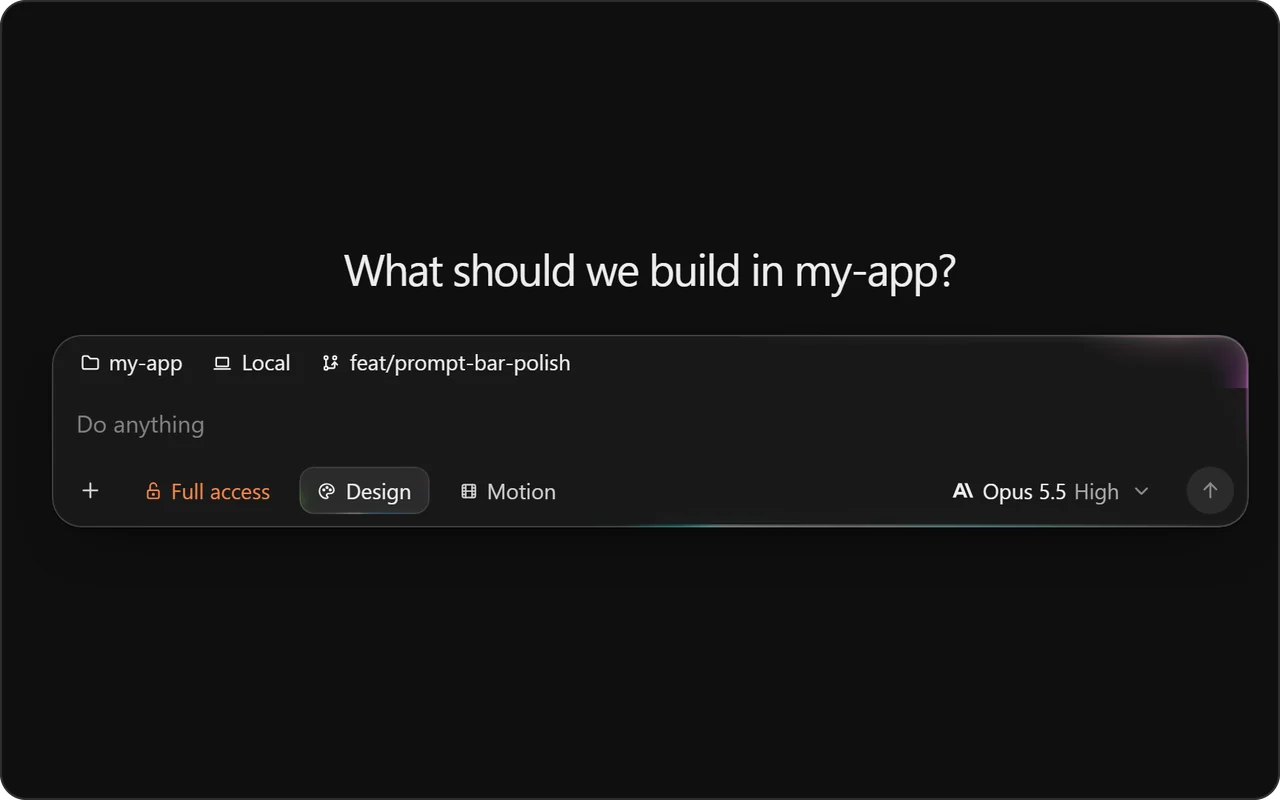 What should we build in my-app?
my-app Local feat/prompt-bar-polish
Do anything
Full access Design Motion Opus 5.5 High